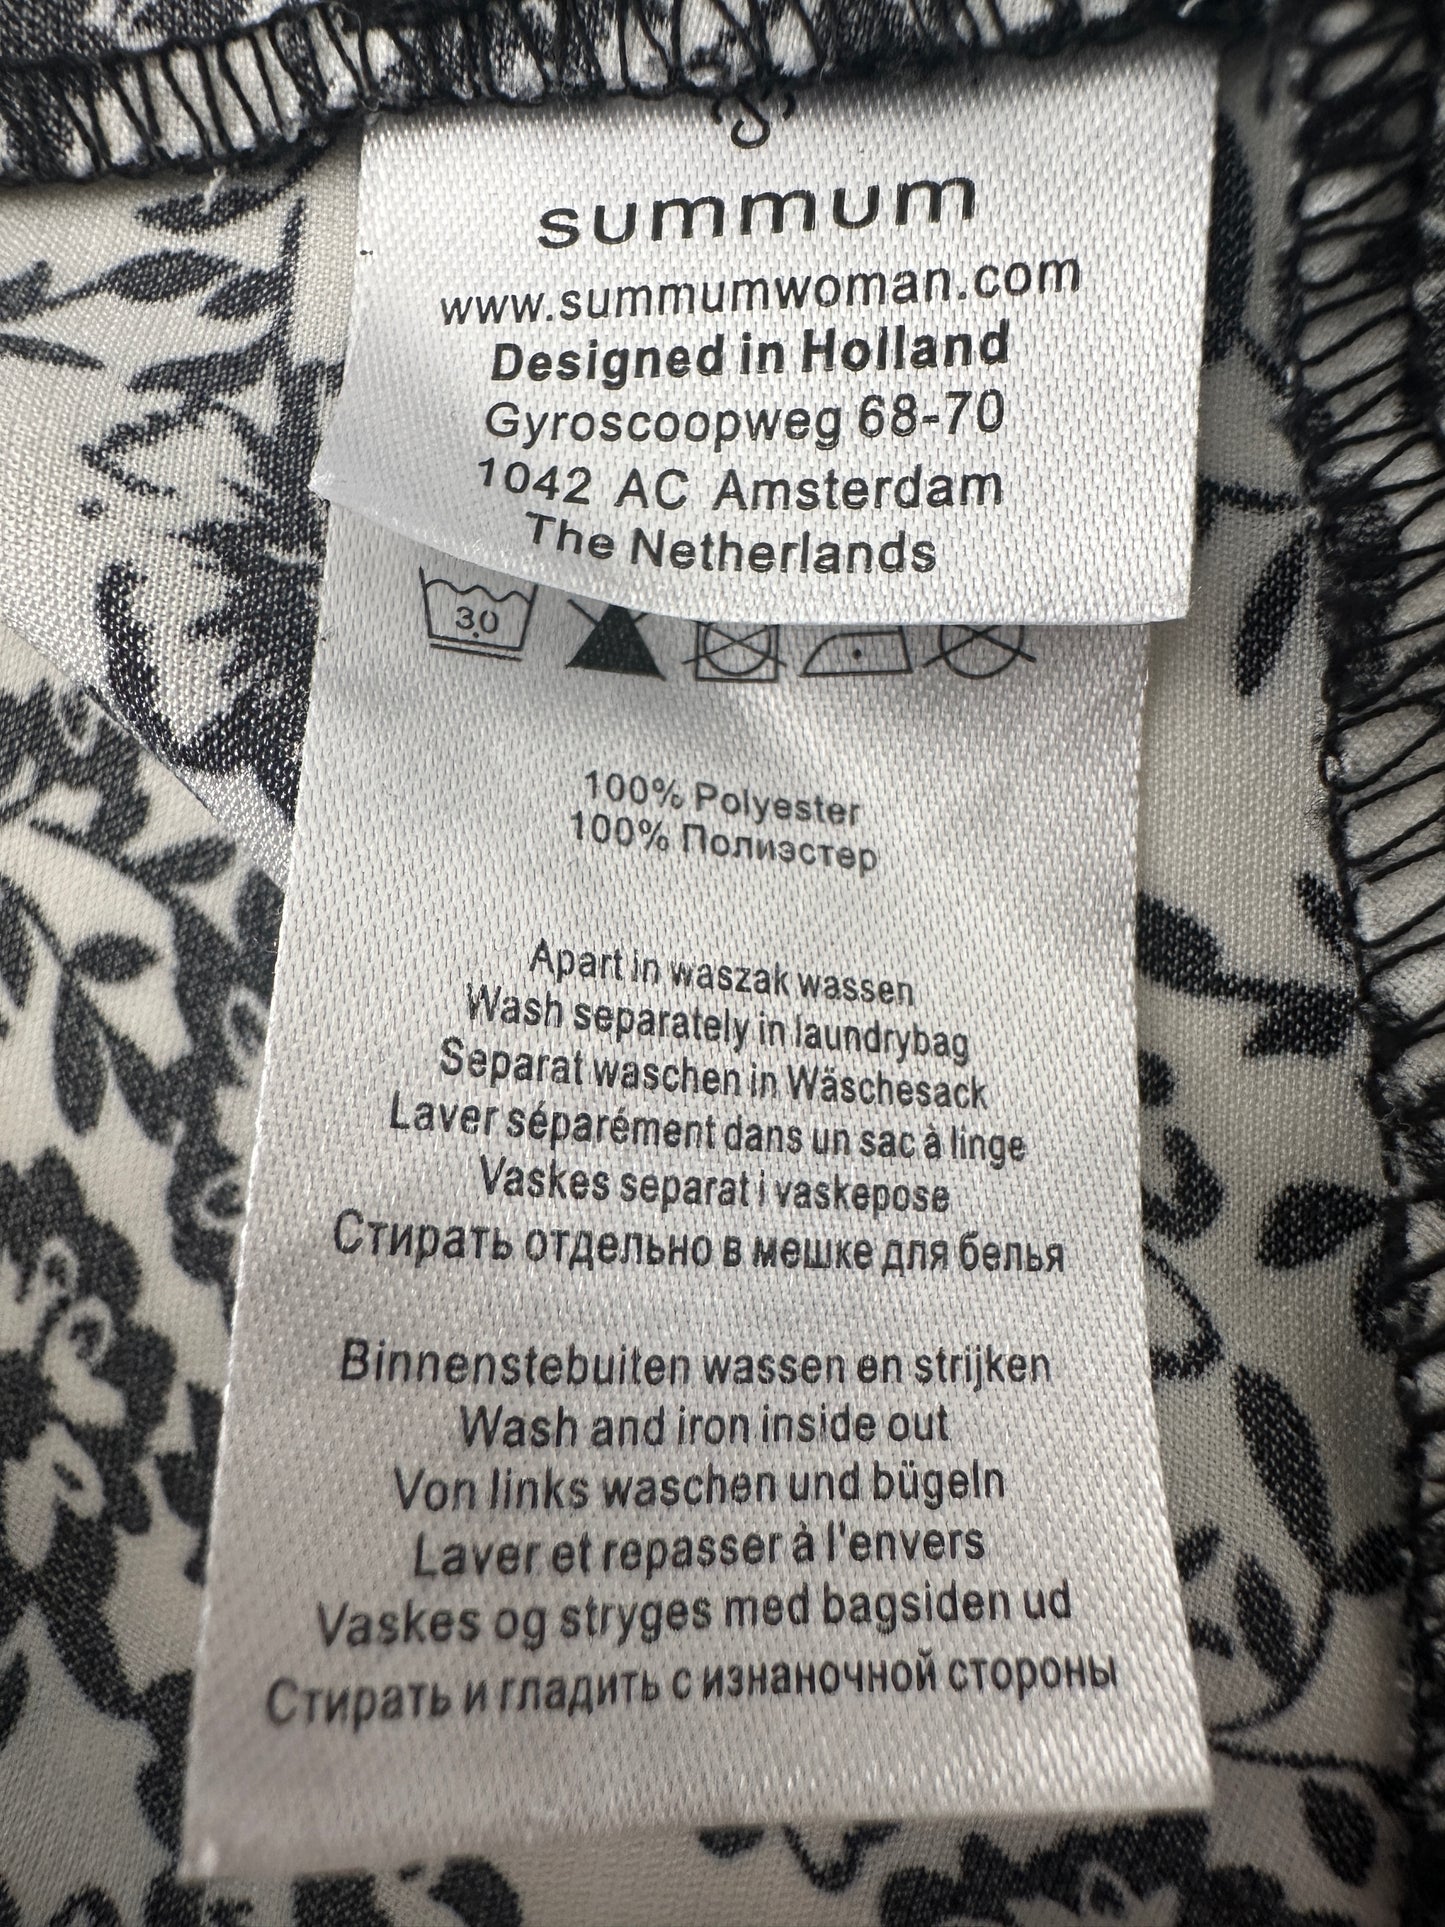 summum
www.summumwoman.com
Designed in Holland
Gyroscoopweg 68-70
1042 AC Amsterdam
The Netherlands
30
100% Polyester
100% Полиэстер
Apart in waszak wassen
Wash separately in laundrybag
Separat waschen in Wäschesack
Laver séparément dans un sac à linge
Vaskes separat i vaskepose
Стирать отдельно в мешке для белья
Binnenstebuiten wassen en strijken
Wash and iron inside out
Von links waschen und bügeln
Laver et repasser à l'envers
Vaskes og stryges med bagsiden ud
Стирать и гладить с изнаночной стороны